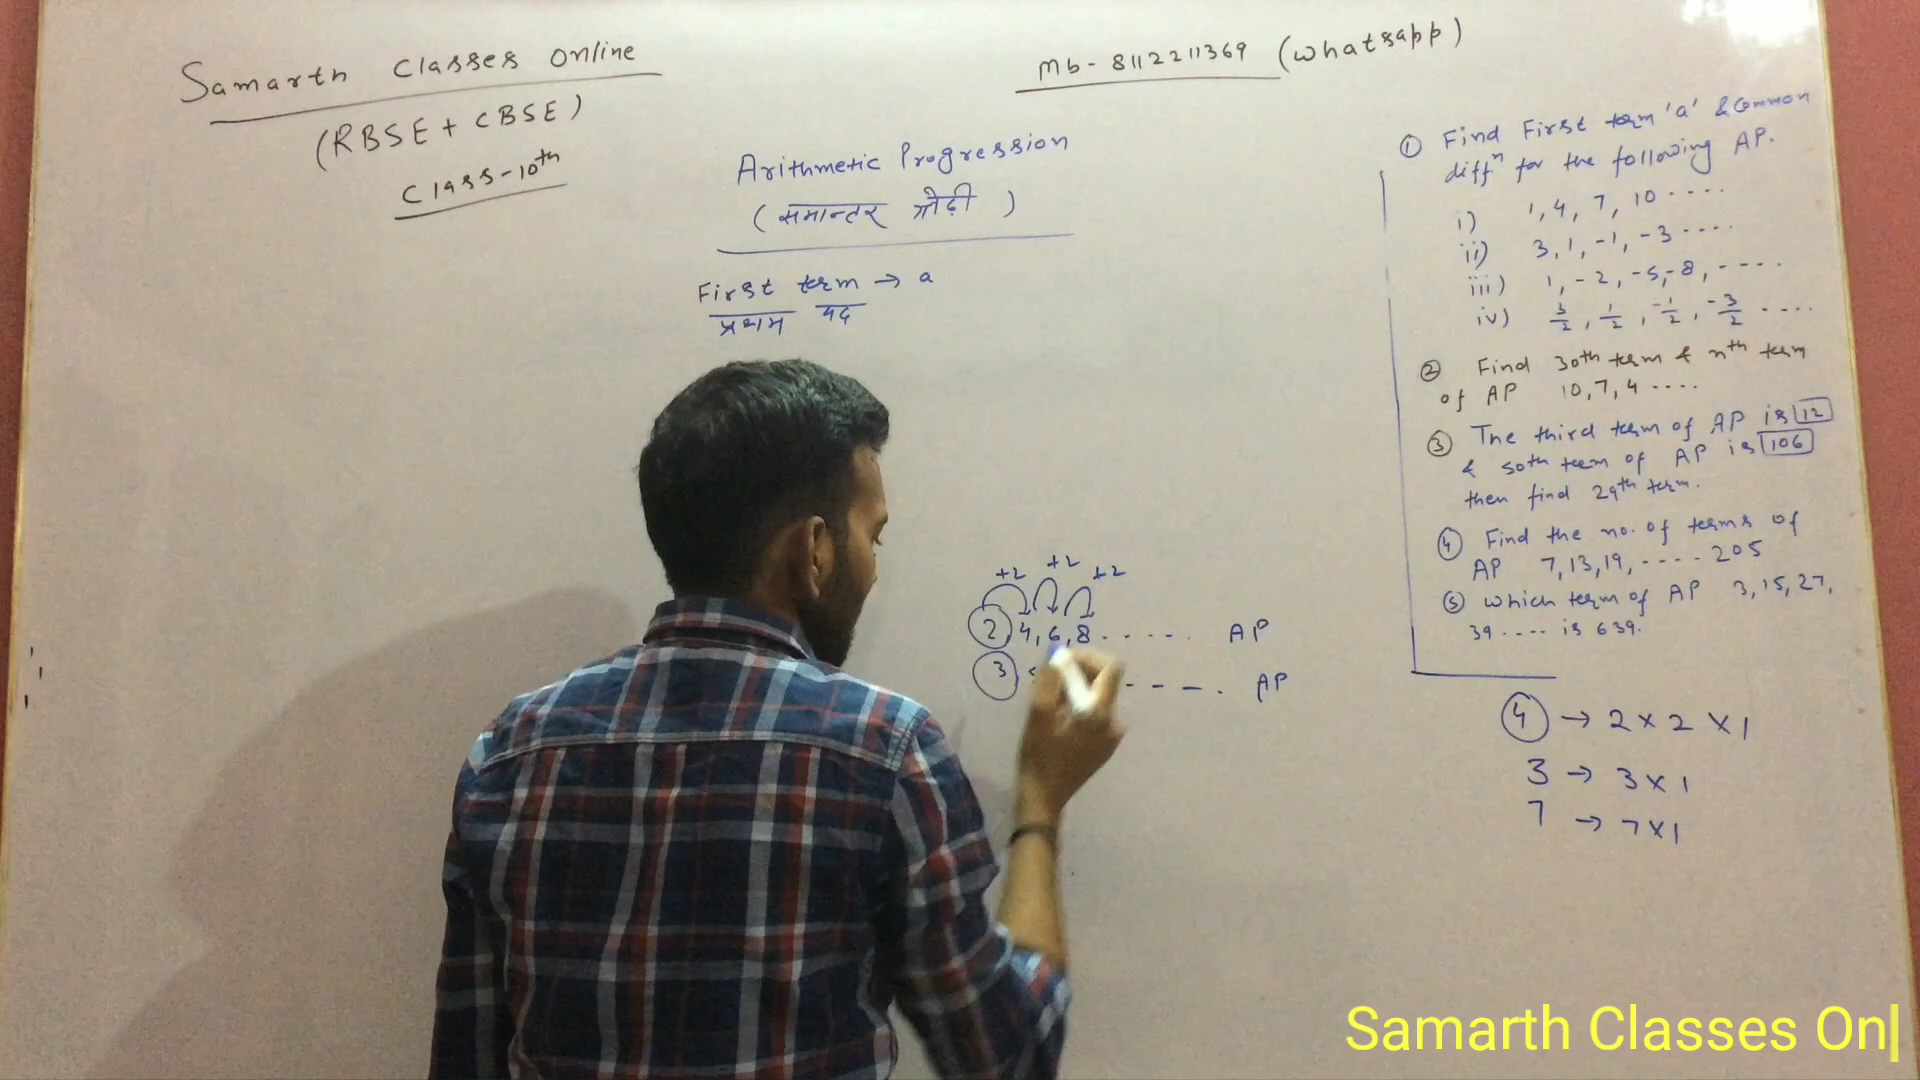 Samarth Classes Online
(RBSE + CBSE)
Class-10th
Mb- 8112211369 (Whatsapp)
Arithmetic Progression
(समान्तर श्रेढ़ी)
First term → a
प्रथम पद
① Find First term 'a' & Common
diffⁿ for the following AP.
i) 1, 4, 7, 10 ....
ii) 3, 1, -1, -3 ....
iii) 1, -2, -5, -8, ----
iv) 3/2, 1/2, -1/2, -3/2 ....
② Find 30th term & nth term
of AP 10, 7, 4 ....
③ The third term of AP is 12
& 50th term of AP is 106
then find 29th term.
④ Find the no. of terms of
AP 7, 13, 19, ---- 205
⑤ Which term of AP 3, 15, 27,
39 .... is 639.
+2 +2 +2
2, 4, 6, 8 ..... AP
3, ---. AP
4 → 2 × 2 × 1
3 → 3 × 1
7 → 7 × 1
Samarth Classes On